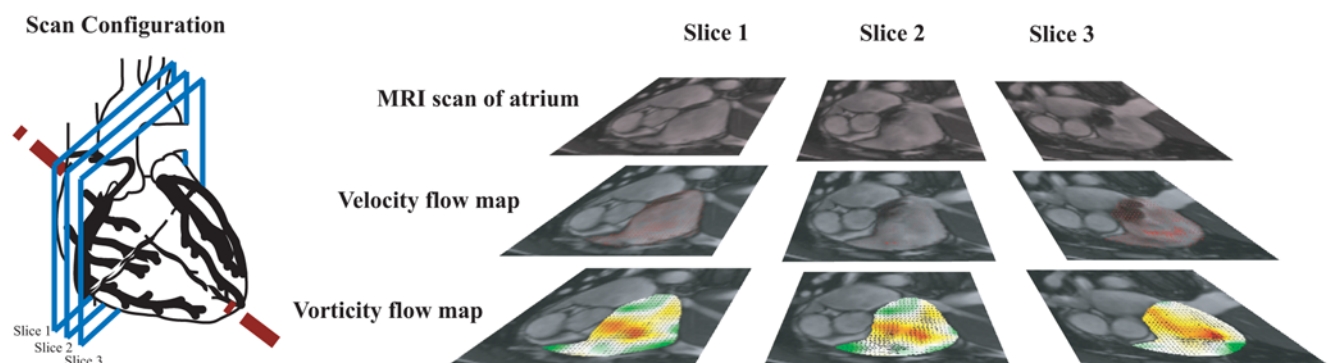 Scan Configuration
Slice 1
Slice 2
Slice 3
MRI scan of atrium
Velocity flow map
Vorticity flow map
Slice 1
Slice 2
Slice 3